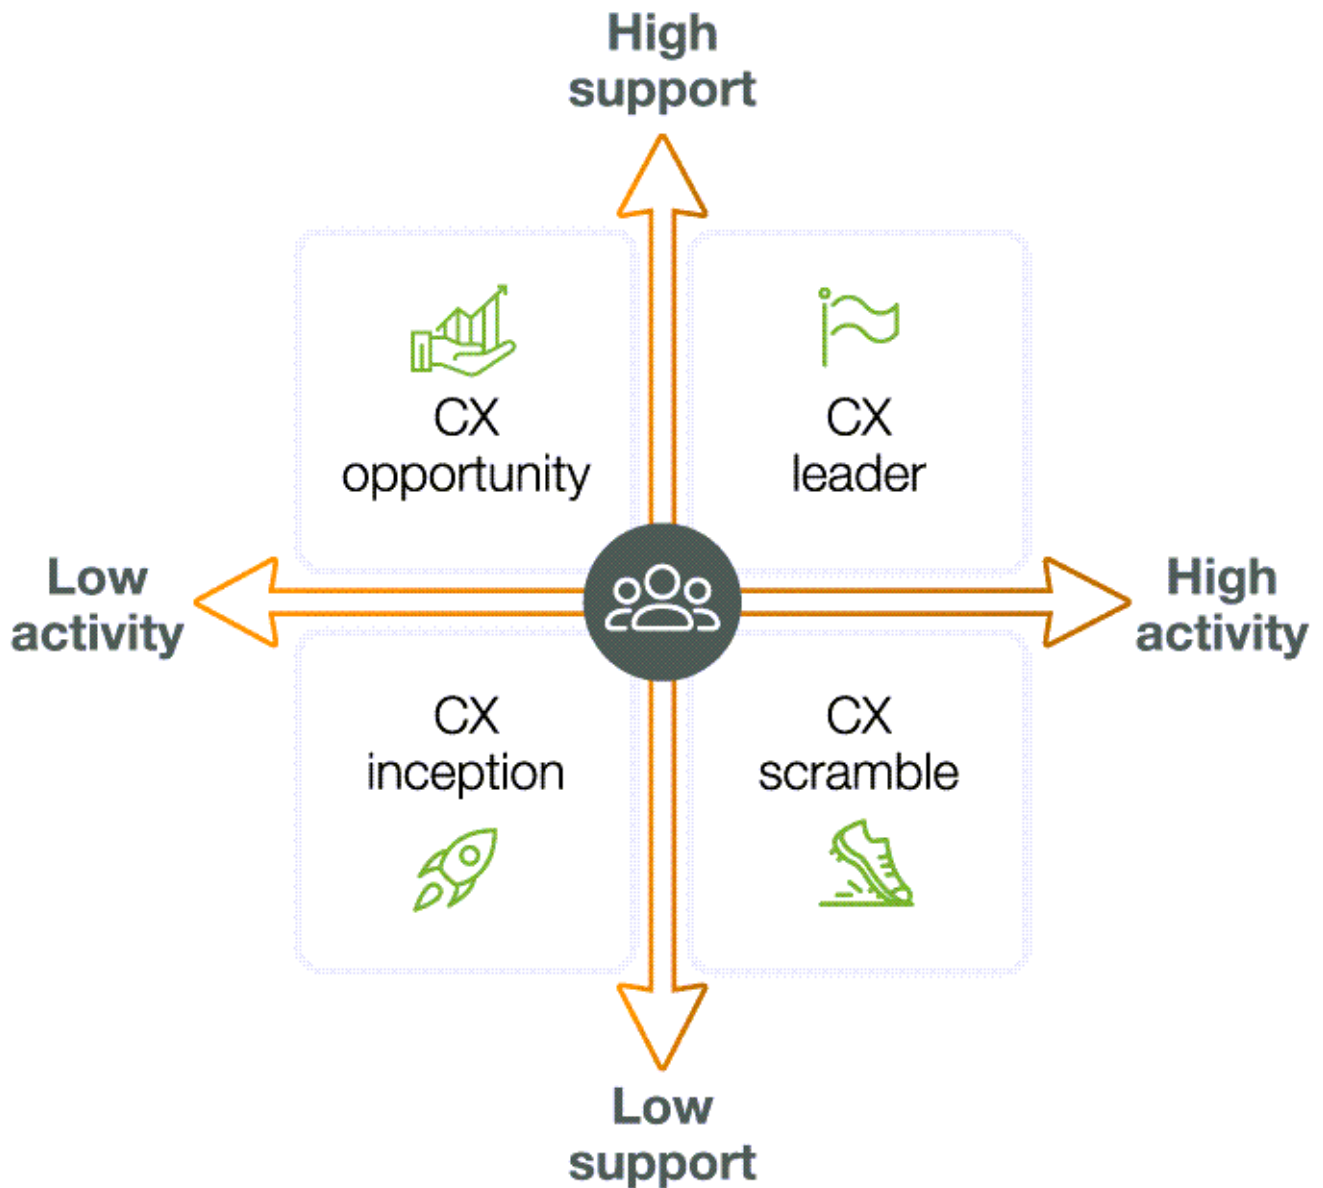 High
support
CX
opportunity
CX
leader
Low
activity
High
activity
CX
inception
CX
scramble
Low
support